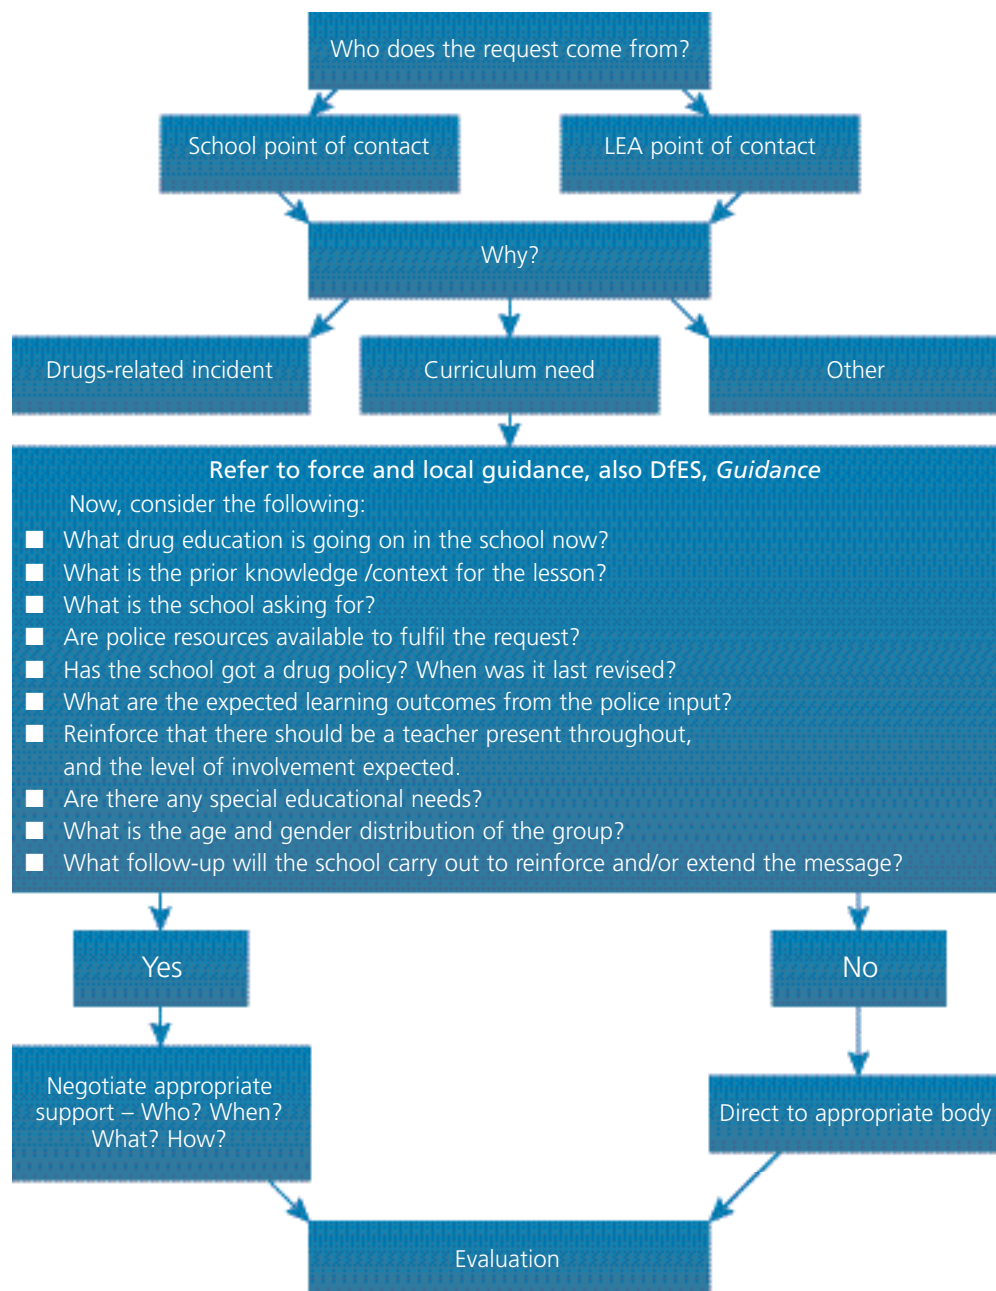 Who does the request come from?
School point of contact
LEA point of contact
Why?
Drugs-related incident
Curriculum need
Other
Refer to force and local guidance, also DfES, Guidance
Now, consider the following:
■ What drug education is going on in the school now?
■ What is the prior knowledge /context for the lesson?
■ What is the school asking for?
■ Are police resources available to fulfil the request?
■ Has the school got a drug policy? When was it last revised?
■ What are the expected learning outcomes from the police input?
■ Reinforce that there should be a teacher present throughout,
and the level of involvement expected.
■ Are there any special educational needs?
■ What is the age and gender distribution of the group?
■ What follow-up will the school carry out to reinforce and/or extend the message?
Yes
No
Negotiate appropriate
support – Who? When?
What? How?
Direct to appropriate body
Evaluation